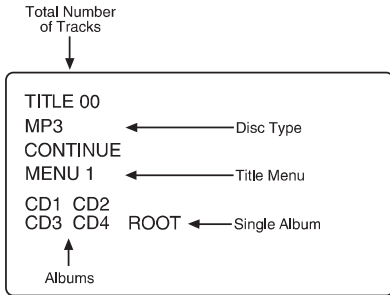 Total Number
of Tracks
TITLE 00
MP3
Disc Type
CONTINUE
MENU 1
Title Menu
CD1 CD2
CD3 CD4 ROOT
Single Album
Albums